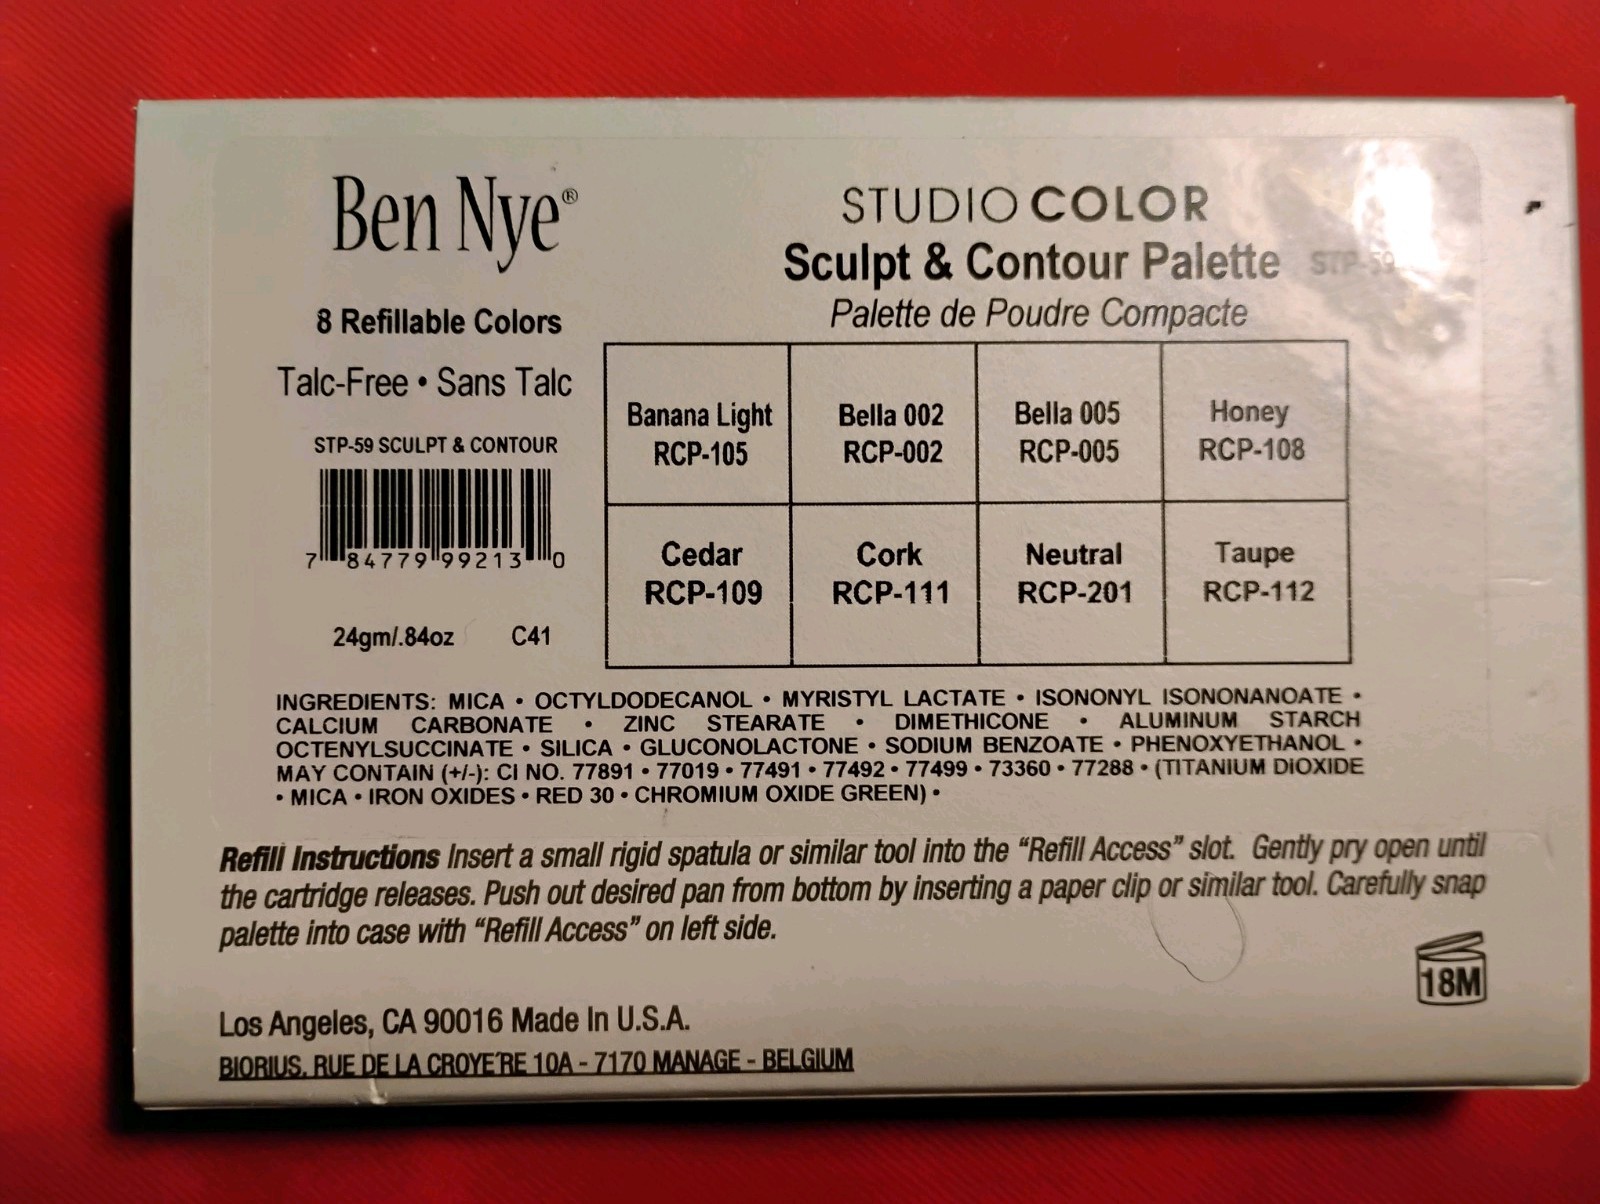 Ben Nye®
8 Refillable Colors
Talc-Free • Sans Talc
STP-59 SCULPT & CONTOUR
7 84779 99213 0
24gm/.84oz C41
STUDIO COLOR
Sculpt & Contour Palette STP-59
Palette de Poudre Compacte
Banana Light
RCP-105
Bella 002
RCP-002
Bella 005
RCP-005
Honey
RCP-108
Cedar
RCP-109
Cork
RCP-111
Neutral
RCP-201
Taupe
RCP-112
INGREDIENTS: MICA • OCTYLDODECANOL • MYRISTYL LACTATE • ISONONYL ISONONANOATE •
CALCIUM CARBONATE • ZINC STEARATE • DIMETHICONE • ALUMINUM STARCH
OCTENYLSUCCINATE • SILICA • GLUCONOLACTONE • SODIUM BENZOATE • PHENOXYETHANOL •
MAY CONTAIN (+/-): CI NO. 77891 • 77019 • 77491 • 77492 • 77499 • 73360 • 77288 • (TITANIUM DIOXIDE
• MICA • IRON OXIDES • RED 30 • CHROMIUM OXIDE GREEN) •
Refill Instructions Insert a small rigid spatula or similar tool into the “Refill Access” slot. Gently pry open until
the cartridge releases. Push out desired pan from bottom by inserting a paper clip or similar tool. Carefully snap
palette into case with “Refill Access” on left side.
18M
Los Angeles, CA 90016 Made In U.S.A.
BIORIUS, RUE DE LA CROYE'RE 10A - 7170 MANAGE - BELGIUM